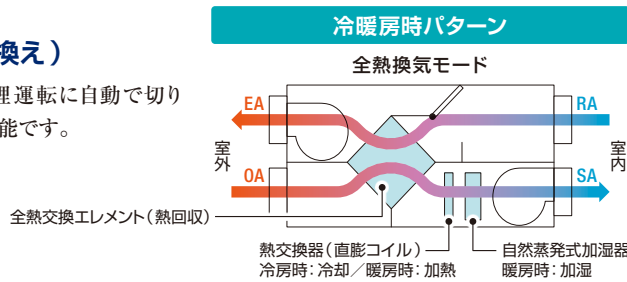 冷暖房時パターン
換え）
理運転に自動で切り
能です。
全熱換気モード
EA
RA
室外
室内
OA
SA
全熱交換エレメント（熱回収）
熱交換器（直膨コイル）
冷房時：冷却／暖房時：加熱
自然蒸発式加湿器
暖房時：加湿